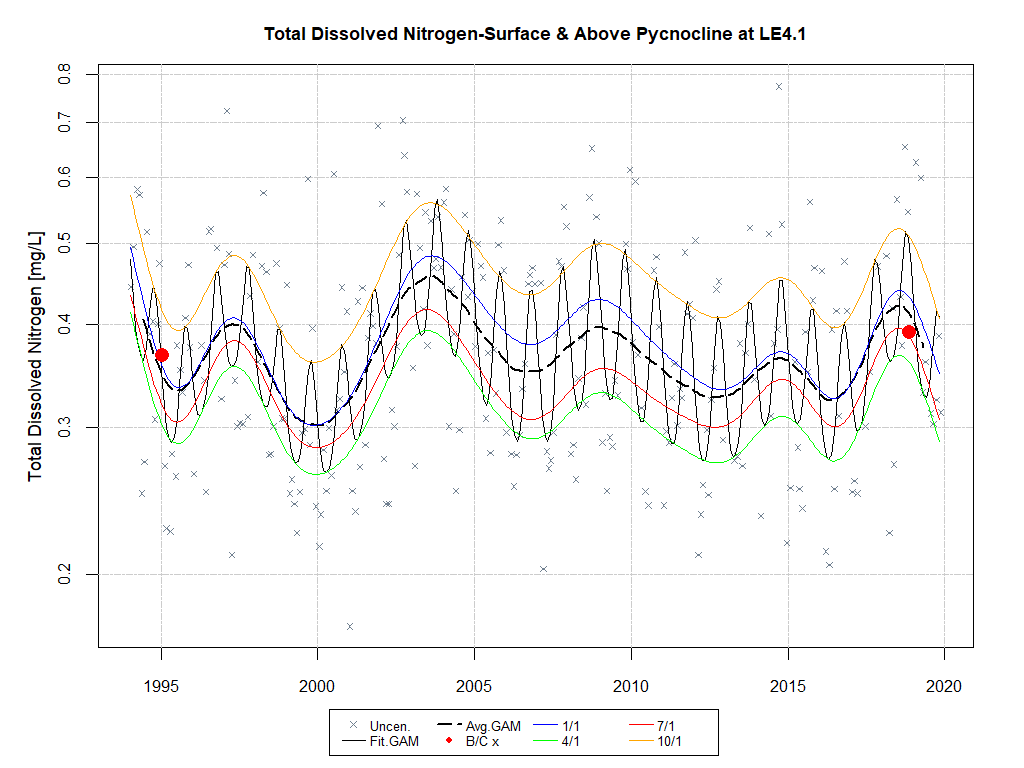 Total Dissolved Nitrogen-Surface & Above Pycnocline at LE4.1
Total Dissolved Nitrogen [mg/L]
0.8
0.7
0.6
0.5
0.4
0.3
0.2
1995 2000 2005 2010 2015 2020
Uncen. Avg.GAM 1/1 7/1
Fit.GAM B/C x 4/1 10/1